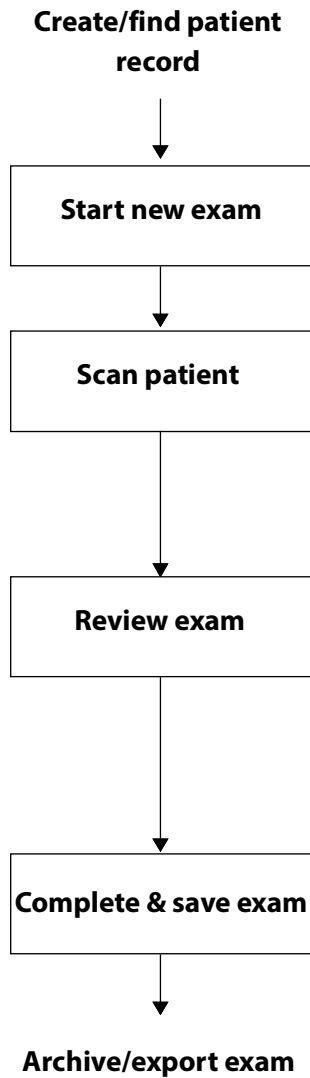 Create/find patient
record
Start new exam
Scan patient
Review exam
Complete & save exam
Archive/export exam